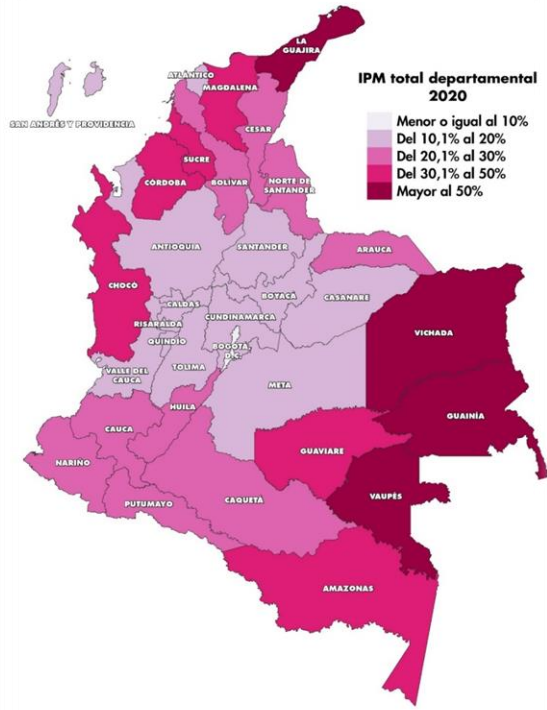 LA
GUAJIRA
ATLÁNTICO
MAGDALENA
SAN ANDRÉS Y PROVIDENCIA
CESAR
IPM total departamental
2020
Menor o igual al 10%
Del 10,1% al 20%
Del 20,1% al 30%
Del 30,1% al 50%
Mayor al 50%
SUCRE
CÓRDOBA
BOLÍVAR
NORTE DE
SANTANDER
ANTIOQUIA
SANTANDER
ARAUCA
CHOCÓ
BOYACÁ
CASANARE
CALDAS
CUNDINAMARCA
RISARALDA
QUINDIO
BOGOTÁ,
D.C.
VICHADA
VALLE DEL
CAUCA
TOLIMA
META
HUILA
GUAINÍA
CAUCA
GUAVIARE
NARIÑO
VAUPÉS
PUTUMAYO
CAQUETÀ
AMAZONAS